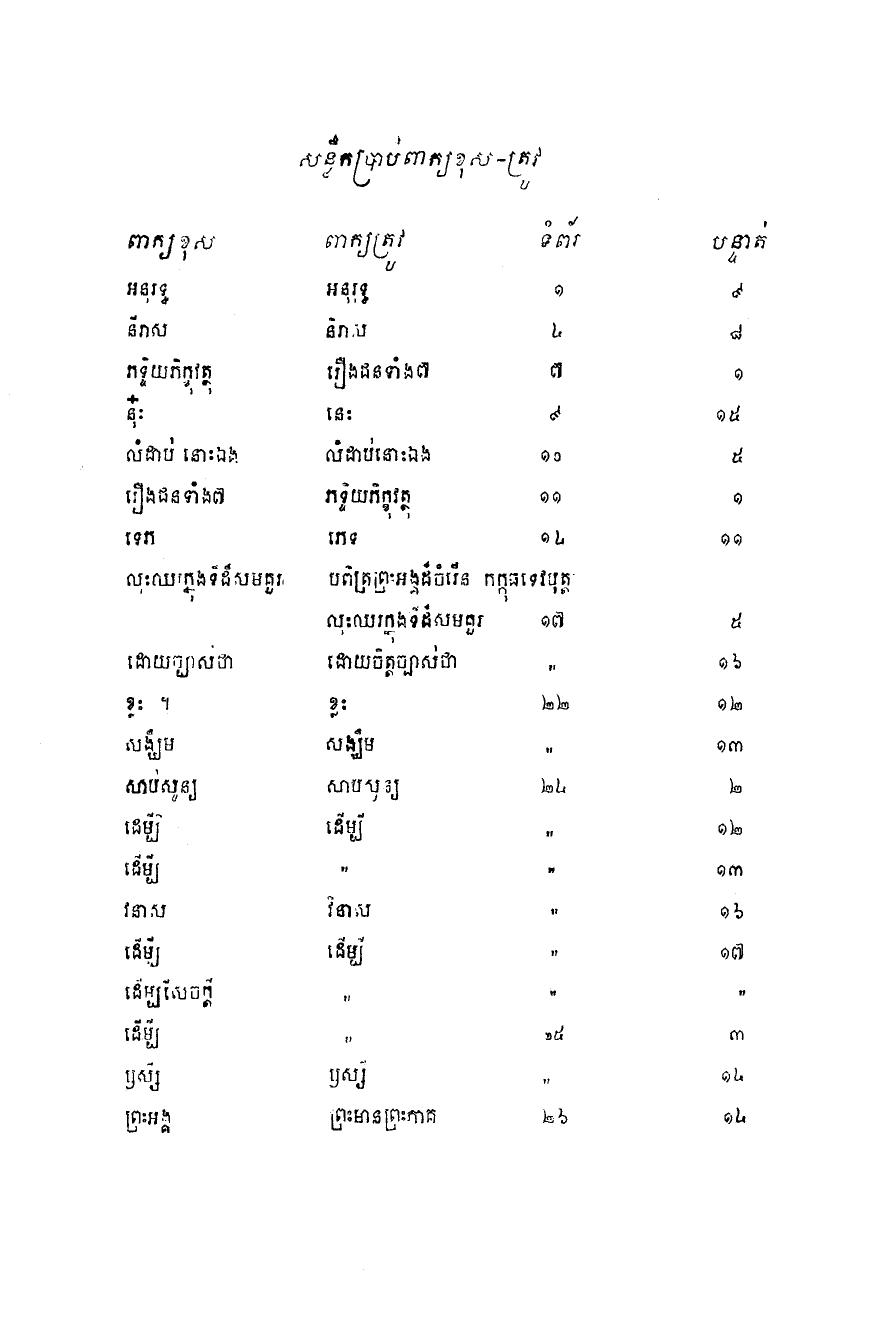 សន្ទឹកប្រាប់ពាក្យខុស-ត្រូវ
ពាក្យខុស ពាក្យត្រូវ ទំព័រ បន្ទាត់
អនុរទ្ធ អនុរុទ្ធ ១ ៩
នីរាស និរាស ៤ ៨
ភទ្ទិយភិក្ខុវត្ថុ រឿងជនទាំង៣ ៣ ១
នុ៎ះ នេះ ៩ ១៥
លំដាប់ នោះឯង លំដាប់នោះឯង ១១ ៥
រឿងជនទាំង៣ ភទ្ទិយភិក្ខុវត្ថុ ១១ ១
ទេភ ភេទ ១៤ ១១
លុះឈរក្នុងទីដ៏សមគួរ បពិត្រព្រះអង្គដ៏ចំរើន កក្កុធទេវបុត្ត
លុះឈរក្នុងទីដ៏សមគួរ ១៧ ៥
ដោយច្បាស់ជា ដោយចិត្តច្បាស់ជា " ១៦
ខ្ទះ ។ ខ្លះ ២២ ១២
សង្ឃឹម សង្ឃឹម " ១៣
សាប់សូន្យ សាបសូន្យ ២៤ ២
ដេម្បី ដើម្បី " ១២
ដើម្បី " " ១៣
វនាស វិនាស " ១៦
ដើម្បី ដើម្បី " ១៧
ដើម្បសែចក្ដី " " "
ដើម្បី " ២៥ ៣
ឫស្សី ឫស្សី " ១៤
ព្រះអង្គ ព្រះមានព្រះភាគ ២៦ ១៤